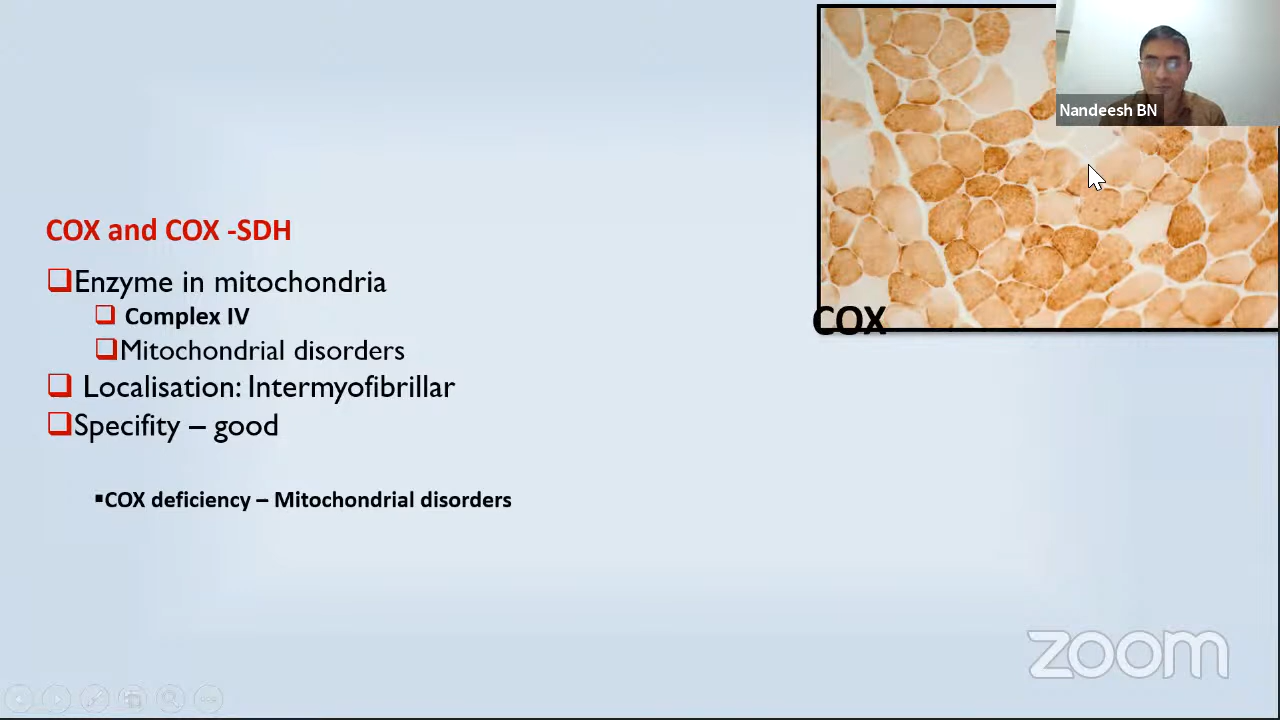 Nandeesh BN
COX
COX and COX -SDH
Enzyme in mitochondria
Complex IV
Mitochondrial disorders
Localisation: Intermyofibrillar
Specifity – good
COX deficiency – Mitochondrial disorders
zoom